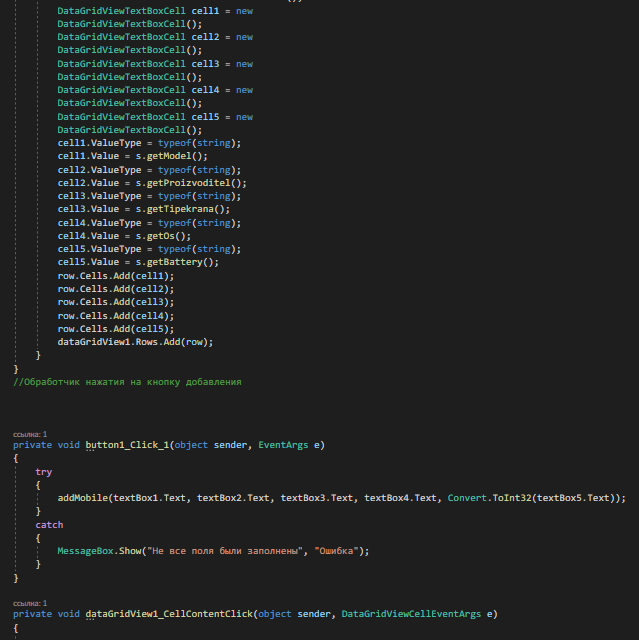 DataGridViewTextBoxCell cell1 = new
DataGridViewTextBoxCell();
DataGridViewTextBoxCell cell2 = new
DataGridViewTextBoxCell();
DataGridViewTextBoxCell cell3 = new
DataGridViewTextBoxCell();
DataGridViewTextBoxCell cell4 = new
DataGridViewTextBoxCell();
DataGridViewTextBoxCell cell5 = new
DataGridViewTextBoxCell();
cell1.ValueType = typeof(string);
cell1.Value = s.getModel();
cell2.ValueType = typeof(string);
cell2.Value = s.getProizvoditel();
cell3.ValueType = typeof(string);
cell3.Value = s.getTipekrana();
cell4.ValueType = typeof(string);
cell4.Value = s.getOs();
cell5.ValueType = typeof(string);
cell5.Value = s.getBattery();
row.Cells.Add(cell1);
row.Cells.Add(cell2);
row.Cells.Add(cell3);
row.Cells.Add(cell4);
row.Cells.Add(cell5);
dataGridView1.Rows.Add(row);
}
}
//Обработчик нажатия на кнопку добавления
ссылка: 1
private void button1_Click_1(object sender, EventArgs e)
{
try
{
addMobile(textBox1.Text, textBox2.Text, textBox3.Text, textBox4.Text, Convert.ToInt32(textBox5.Text));
}
catch
{
MessageBox.Show("Не все поля были заполнены", "Ошибка");
}
}
ссылка: 1
private void dataGridView1_CellContentClick(object sender, DataGridViewCellEventArgs e)
{